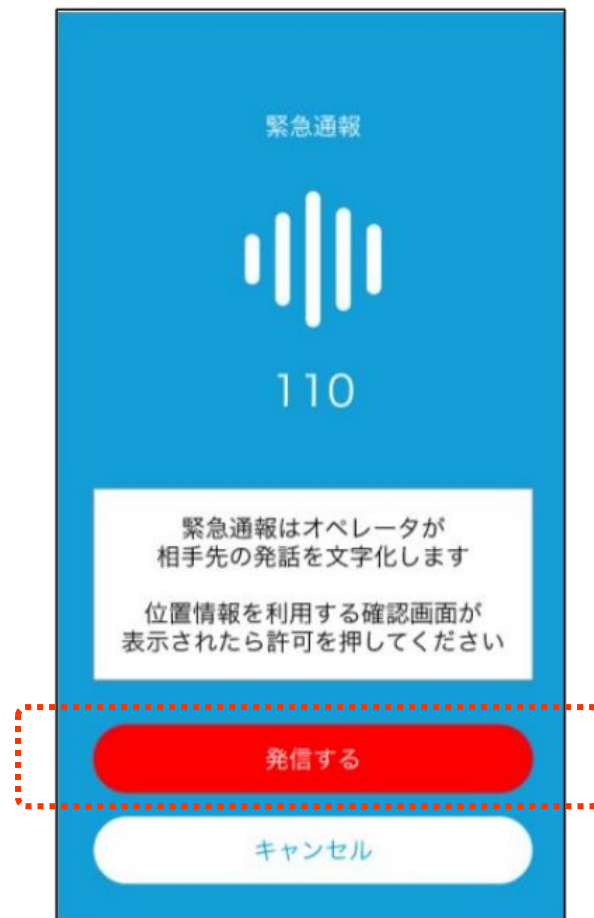 緊急通報
110
緊急通報はオペレータが
相手先の発話を文字化します
位置情報を利用する確認画面が
表示されたら許可を押してください
発信する
キャンセル